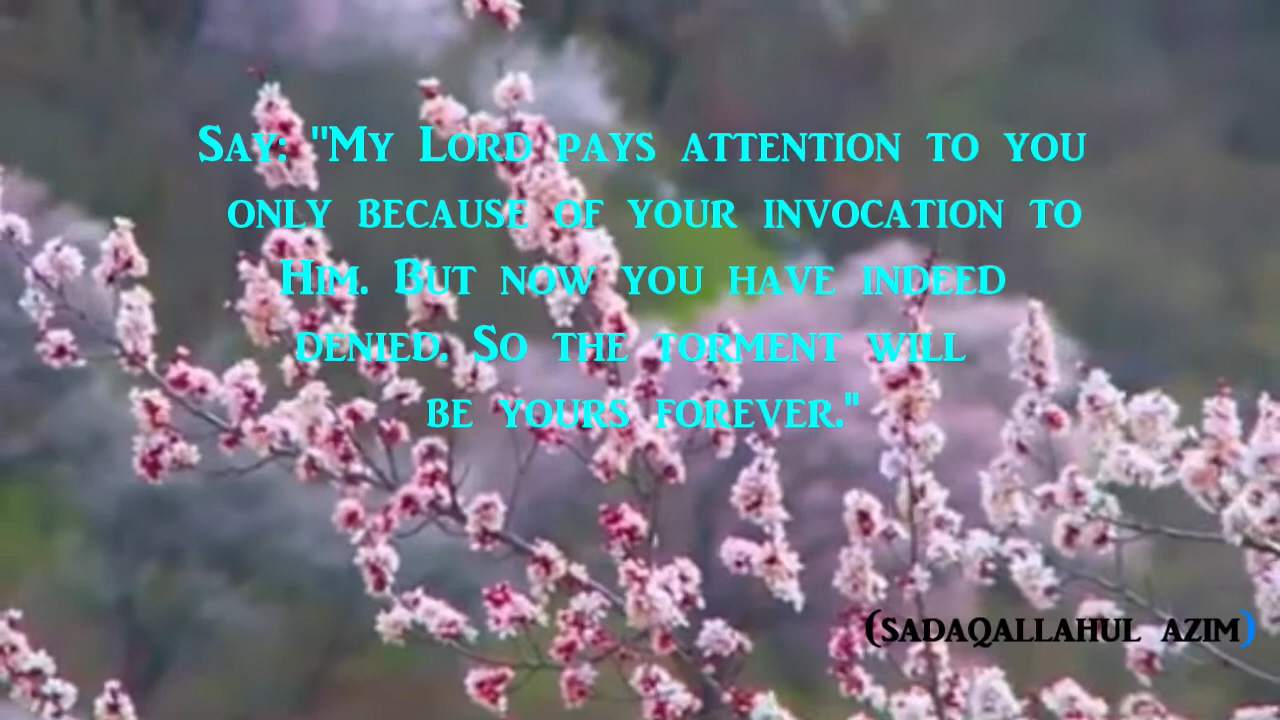 Say: "My Lord pays attention to you
only because of your invocation to
Him. But now you have indeed
denied. So the torment will
be yours forever."
(sadaqallahul azim)